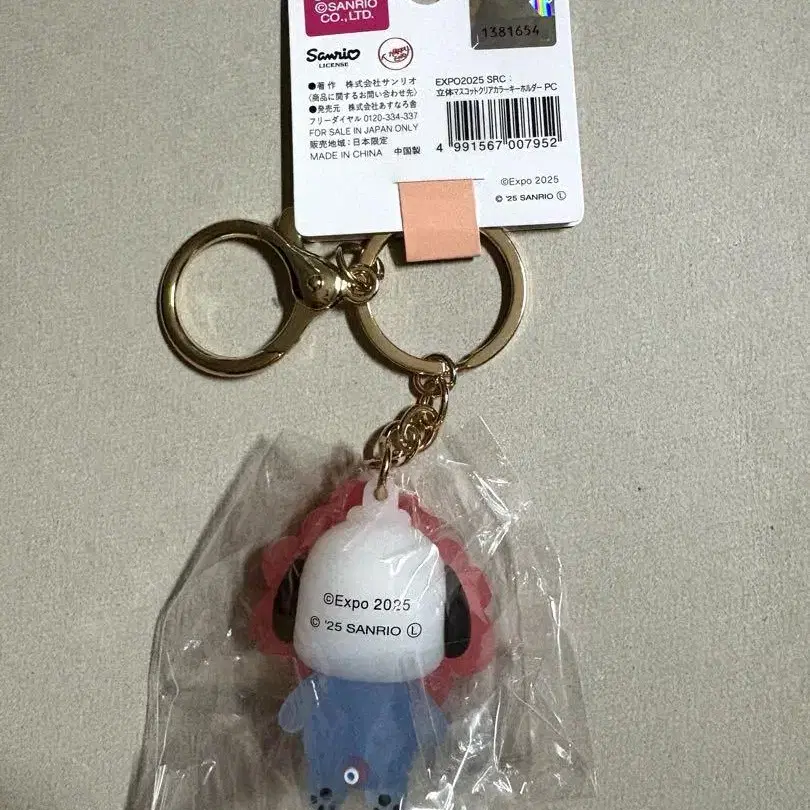 ©SANRIO
CO., LTD.
1381654
Sanrio
LICENSE
●著作 株式会社サンリオ
〈商品に関するお問い合わせ先〉
●発売元 株式会社あすなろ舎
フリーダイヤル 0120-334-337
FOR SALE IN JAPAN ONLY
販売地域：日本限定
MADE IN CHINA 中国製
EXPO2025 SRC：
立体マスコットクリアカラーキーホルダー PC
4 991567 007952
©Expo 2025
© '25 SANRIO Ⓛ
©Expo 2025
© '25 SANRIO Ⓛ